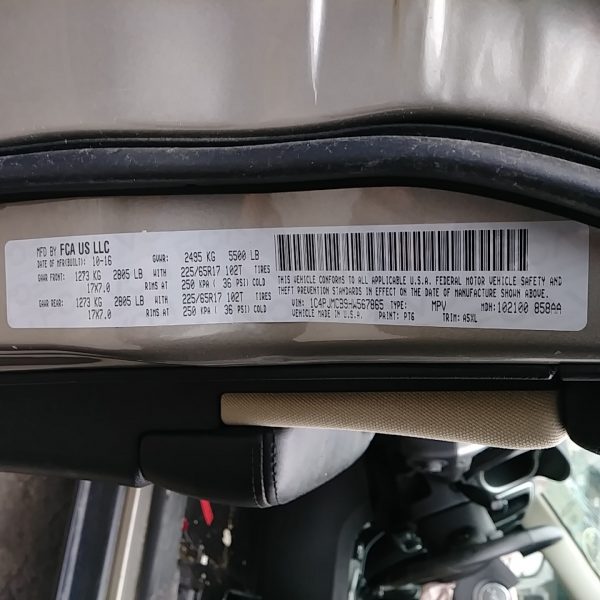 MFD BY FCA US LLC
DATE OF MFR(BUILT): 10-16
GVWR: 2495 KG 5500 LB
GAWR FRONT: 1273 KG 2805 LB WITH 225/65R17 102T TIRES
17X7.0 RIMS AT 250 KPA ( 36 PSI) COLD
GAWR REAR: 1273 KG 2805 LB WITH 225/65R17 102T TIRES
17X7.0 RIMS AT 250 KPA ( 36 PSI) COLD
THIS VEHICLE CONFORMS TO ALL APPLICABLE U.S.A. FEDERAL MOTOR VEHICLE SAFETY AND
THEFT PREVENTION STANDARDS IN EFFECT ON THE DATE OF MANUFACTURE SHOWN ABOVE.
VIN: TYPE: MPV MDH: 102100 858AA
VEHICLE MADE IN U.S.A. PAINT: PT6 TRIM: A5XL